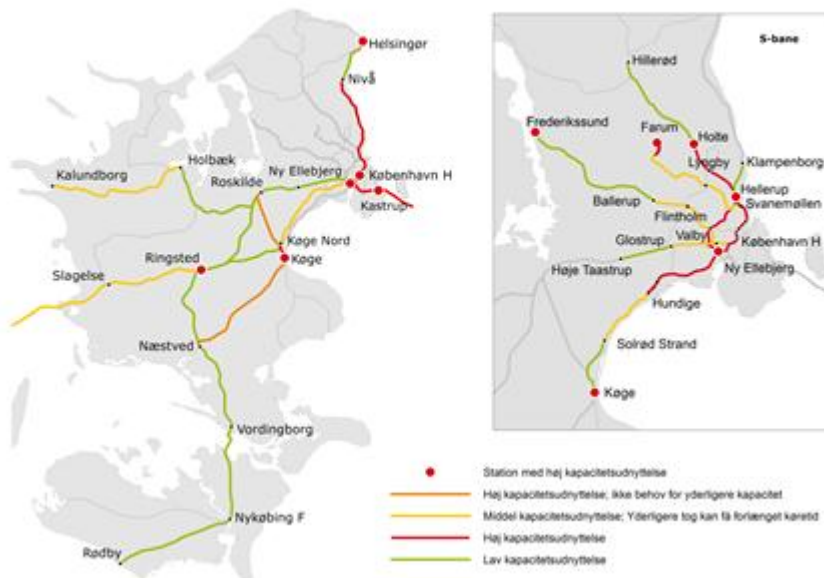 Helsingør
Nivå
Holbæk
Kalundborg
Ny Ellebjerg
Roskilde
København H
Kastrup
Køge Nord
Køge
Ringsted
Slagelse
Næstved
Vordingborg
Nykøbing F
Rødby
S-bane
Hillerød
Frederikssund
Farum
Holte
Lyngby
Klampenborg
Hellerup
Svanemøllen
Ballerup
Flintholm
Valby
København H
Glostrup
Ny Ellebjerg
Høje Taastrup
Hundige
Solrød Strand
Køge
Station med høj kapacitetsudnyttelse
Høj kapacitetsudnyttelse; Ikke behov for yderligere kapacitet
Middel kapacitetsudnyttelse; Yderligere tog kan få forlænget køretid
Høj kapacitetsudnyttelse
Lav kapacitetsudnyttelse